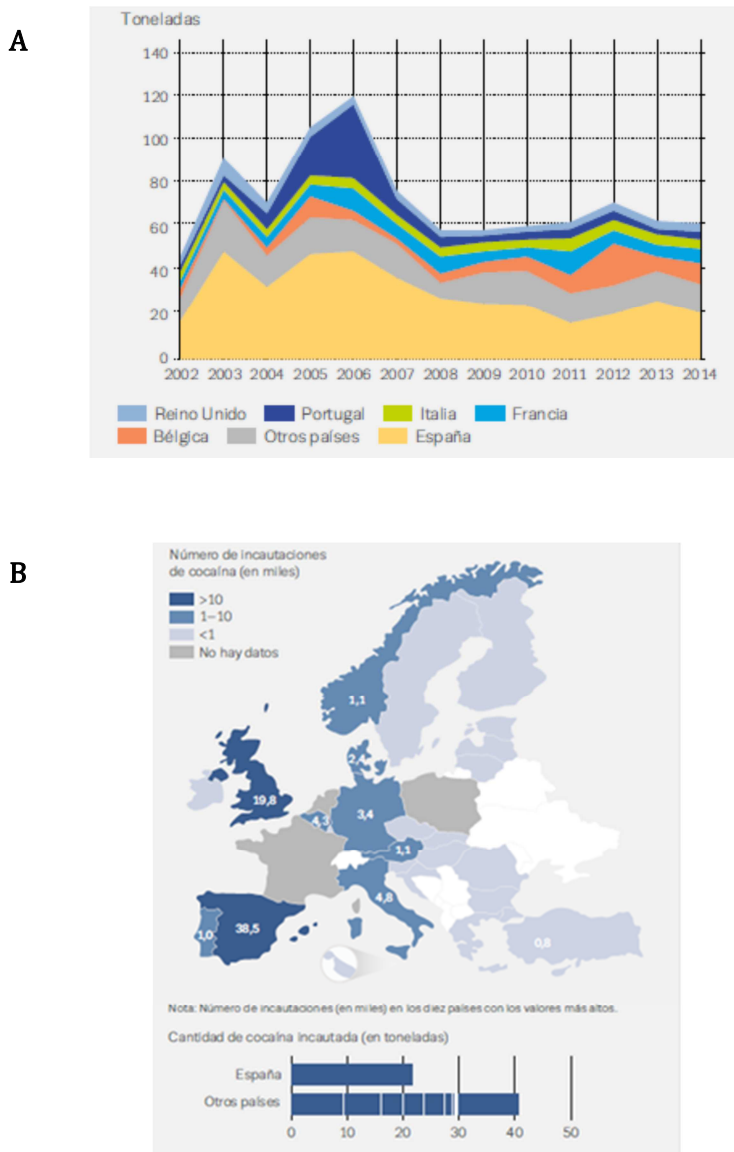 A
Toneladas
140
120
100
80
60
40
20
0
2002 2003 2004 2005 2006 2007 2008 2009 2010 2011 2012 2013 2014
Reino Unido Portugal Italia Francia
Bélgica Otros países España
B
Número de incautaciones
de cocaína (en miles)
>10
1–10
<1
No hay datos
1,1
2,4
19,8
4,3
3,4
1,1
4,8
1,0
38,5
0,8
Nota: Número de incautaciones (en miles) en los diez países con los valores más altos.
Cantidad de cocaína incautada (en toneladas)
España
Otros países
0 10 20 30 40 50